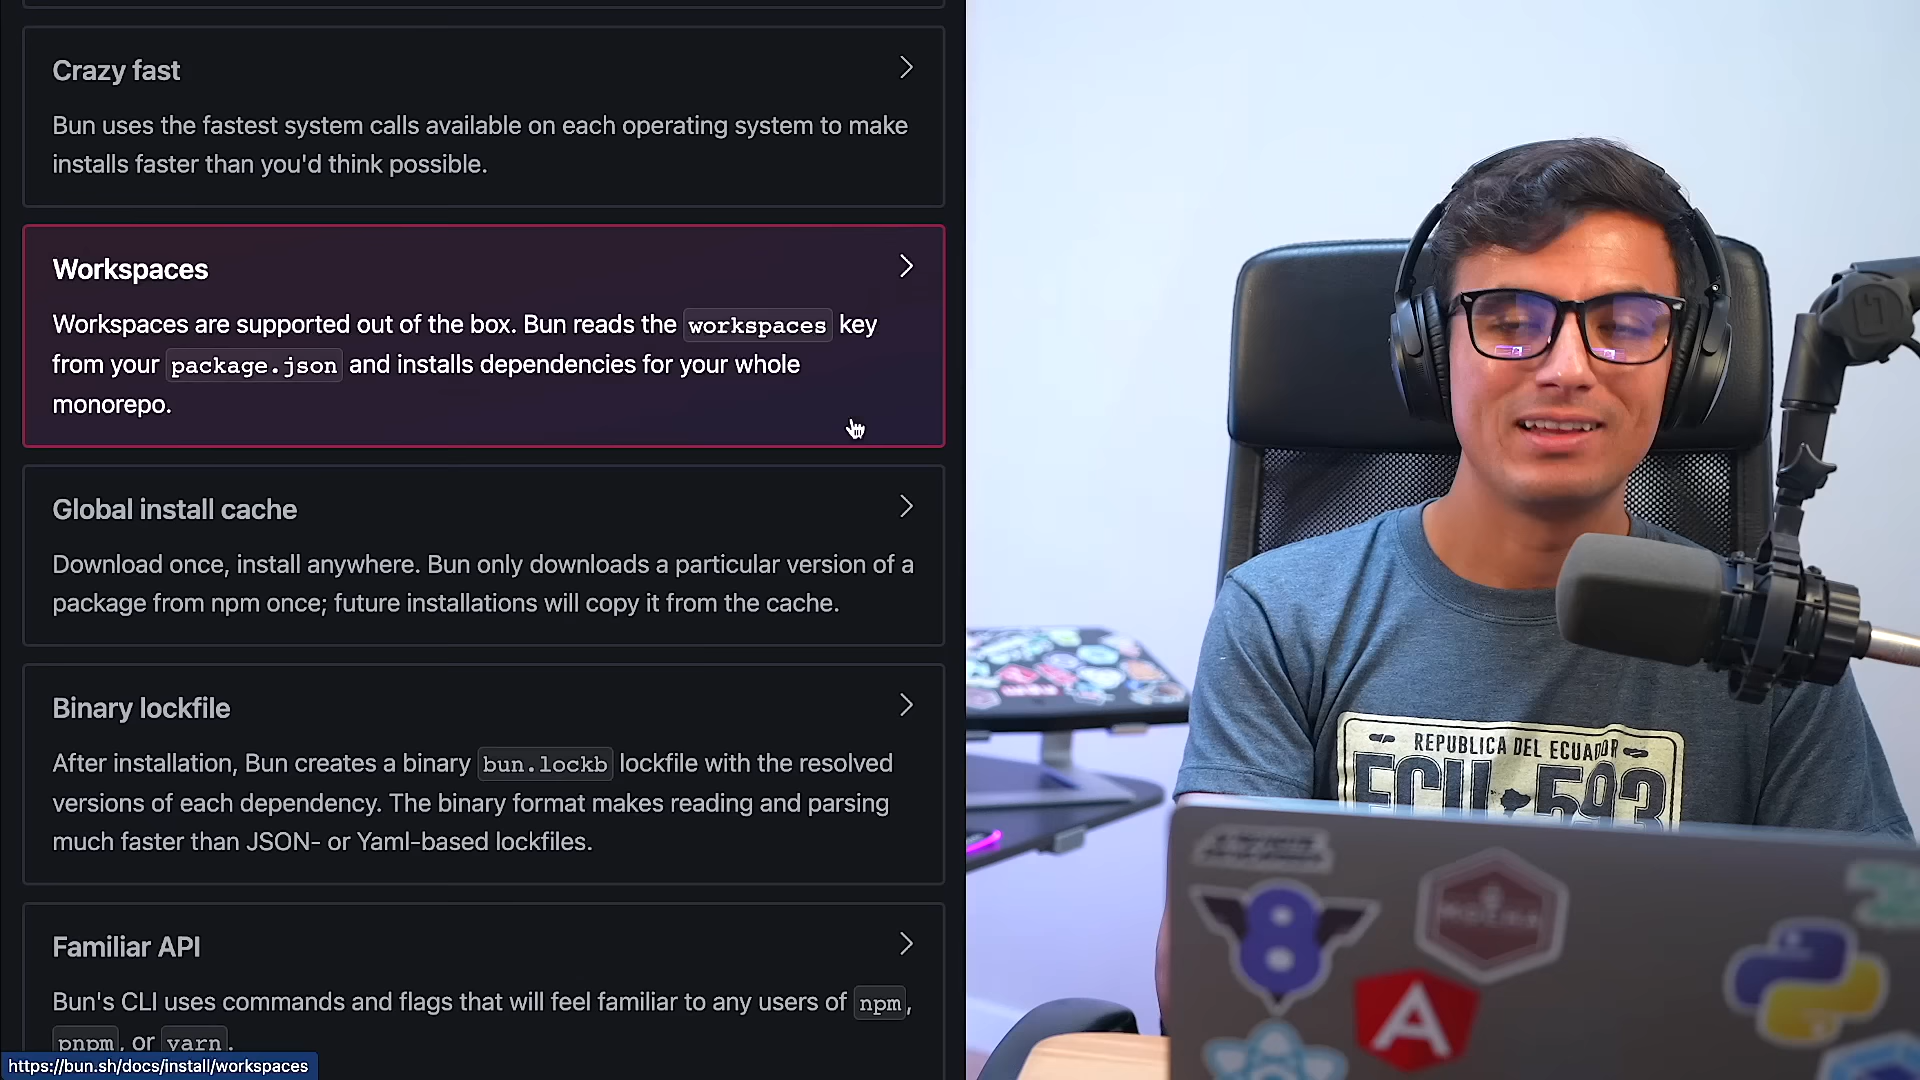 Crazy fast
Bun uses the fastest system calls available on each operating system to make
installs faster than you'd think possible.
Workspaces
Workspaces are supported out of the box. Bun reads the workspaces key
from your package.json and installs dependencies for your whole
monorepo.
Global install cache
Download once, install anywhere. Bun only downloads a particular version of a
package from npm once; future installations will copy it from the cache.
Binary lockfile
After installation, Bun creates a binary bun.lockb lockfile with the resolved
versions of each dependency. The binary format makes reading and parsing
much faster than JSON- or Yaml-based lockfiles.
Familiar API
Bun's CLI uses commands and flags that will feel familiar to any users of npm,
pnpm, or yarn.
https://bun.sh/docs/install/workspaces
REPUBLICA DEL ECUADOR
ECU 593
MOCHA
A